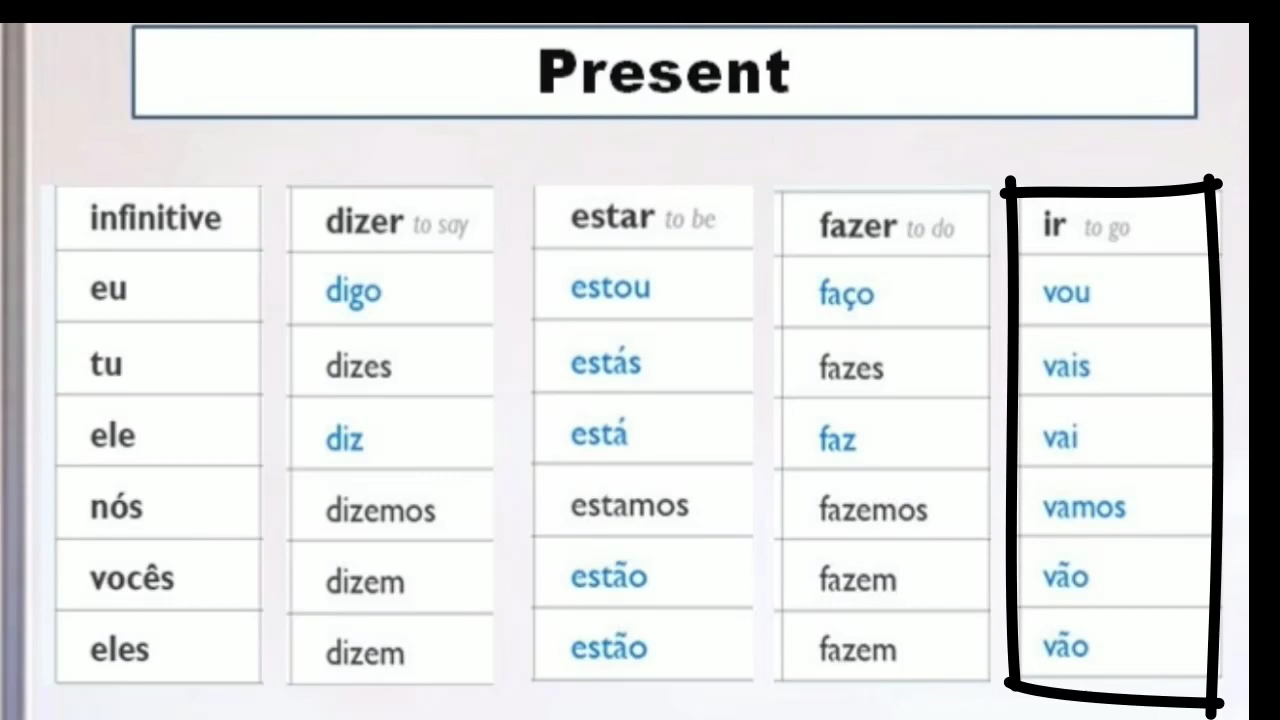 Present
infinitive dizer to say estar to be fazer to do ir to go
eu digo estou faço vou
tu dizes estás fazes vais
ele diz está faz vai
nós dizemos estamos fazemos vamos
vocês dizem estão fazem vão
eles dizem estão fazem vão